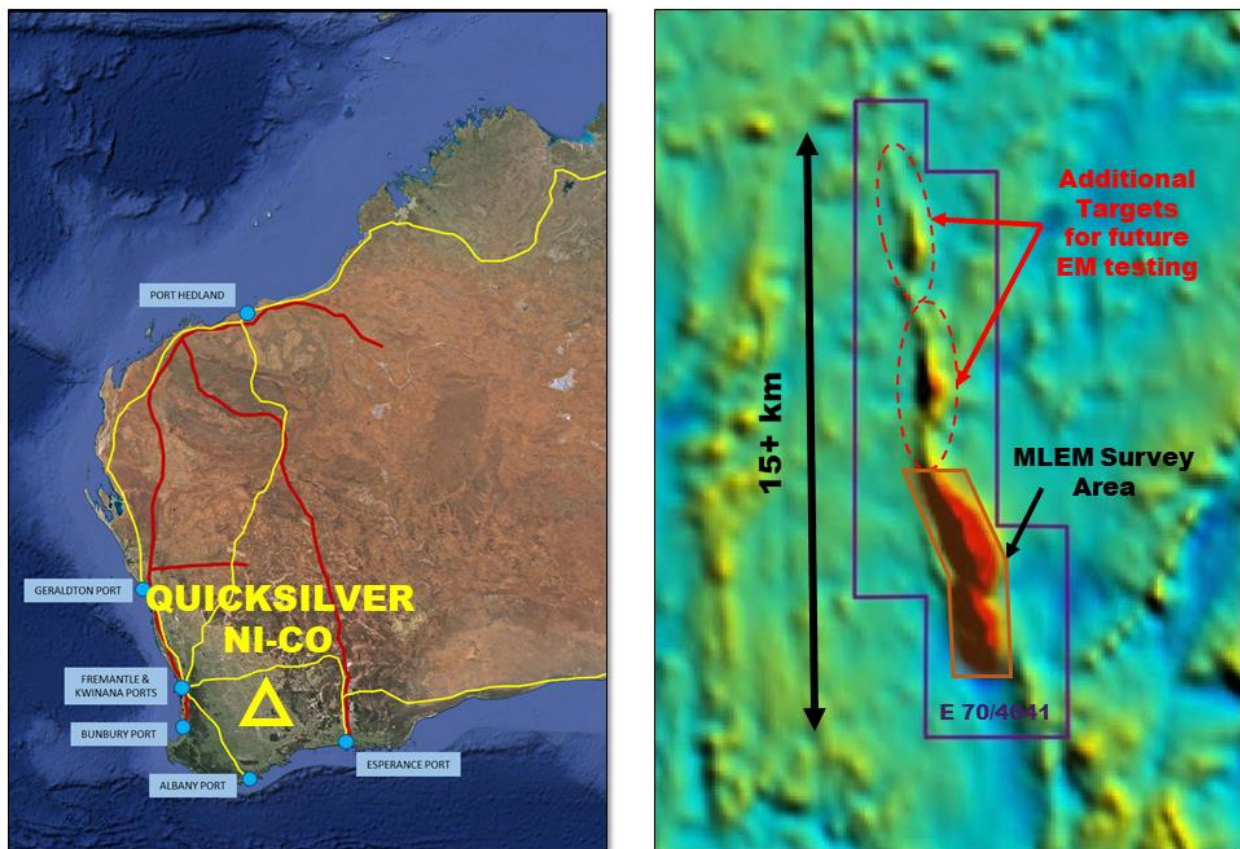 PORT HEDLAND
GERALDTON PORT
QUICKSILVER
NI-CO
FREMANTLE &
KWINANA PORTS
BUNBURY PORT
ALBANY PORT
ESPERANCE PORT
15+ km
Additional
Targets
for future
EM testing
MLEM Survey
Area
E 70/4641